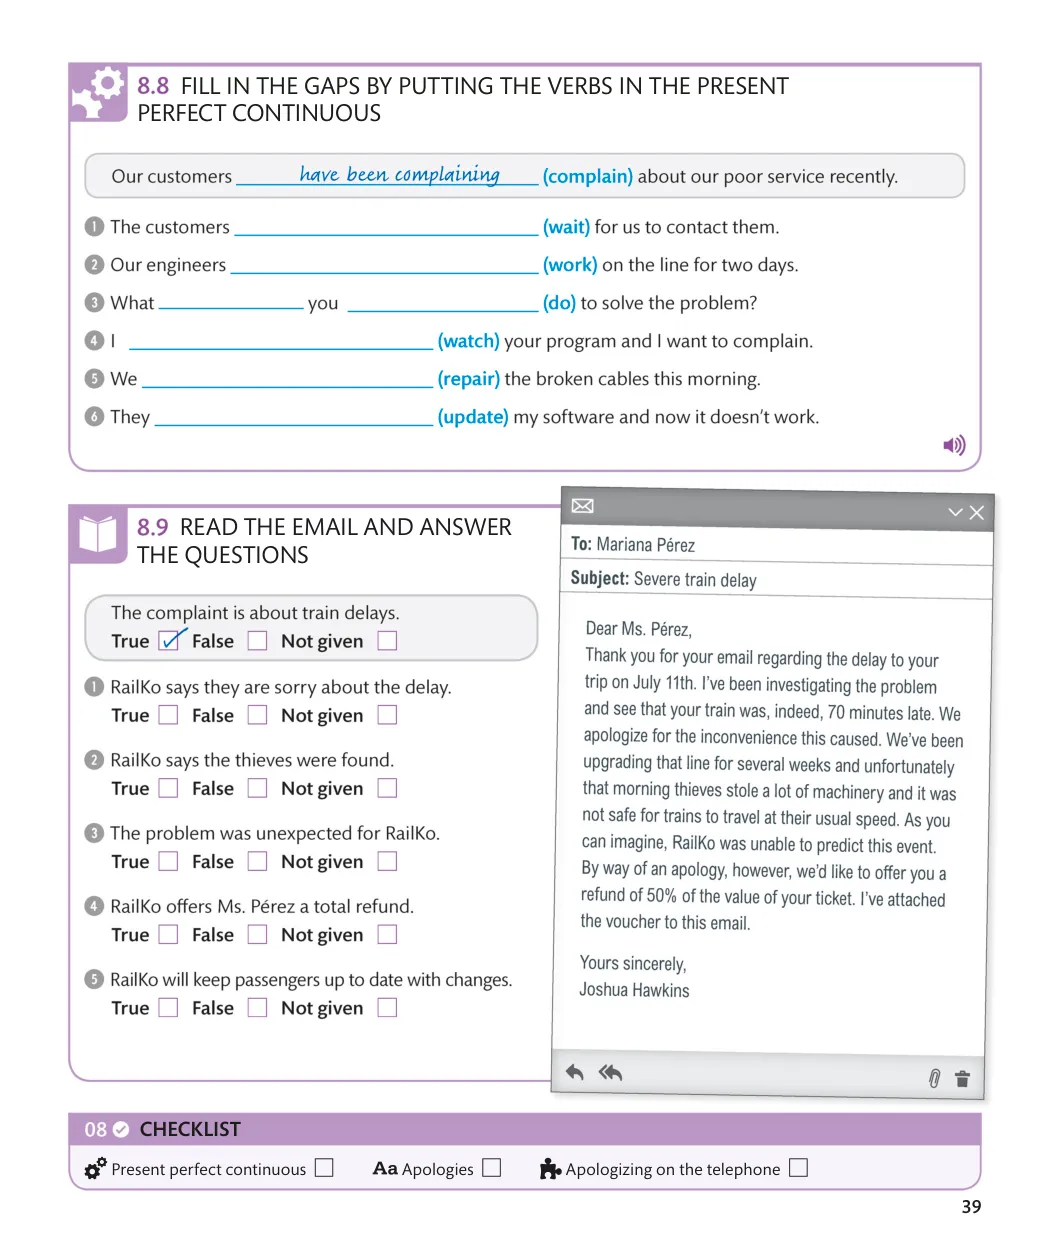 8.8 FILL IN THE GAPS BY PUTTING THE VERBS IN THE PRESENT
PERFECT CONTINUOUS
Our customers have been complaining (complain) about our poor service recently.
1 The customers (wait) for us to contact them.
2 Our engineers (work) on the line for two days.
3 What you (do) to solve the problem?
4 I (watch) your program and I want to complain.
5 We (repair) the broken cables this morning.
6 They (update) my software and now it doesn't work.
8.9 READ THE EMAIL AND ANSWER
THE QUESTIONS
The complaint is about train delays.
True False Not given
1 RailKo says they are sorry about the delay.
True False Not given
2 RailKo says the thieves were found.
True False Not given
3 The problem was unexpected for RailKo.
True False Not given
4 RailKo offers Ms. Pérez a total refund.
True False Not given
5 RailKo will keep passengers up to date with changes.
True False Not given
To: Mariana Pérez
Subject: Severe train delay
Dear Ms. Pérez,
Thank you for your email regarding the delay to your
trip on July 11th. I've been investigating the problem
and see that your train was, indeed, 70 minutes late. We
apologize for the inconvenience this caused. We've been
upgrading that line for several weeks and unfortunately
that morning thieves stole a lot of machinery and it was
not safe for trains to travel at their usual speed. As you
can imagine, RailKo was unable to predict this event.
By way of an apology, however, we'd like to offer you a
refund of 50% of the value of your ticket. I've attached
the voucher to this email.
Yours sincerely,
Joshua Hawkins
08 CHECKLIST
Present perfect continuous Aa Apologies Apologizing on the telephone
39